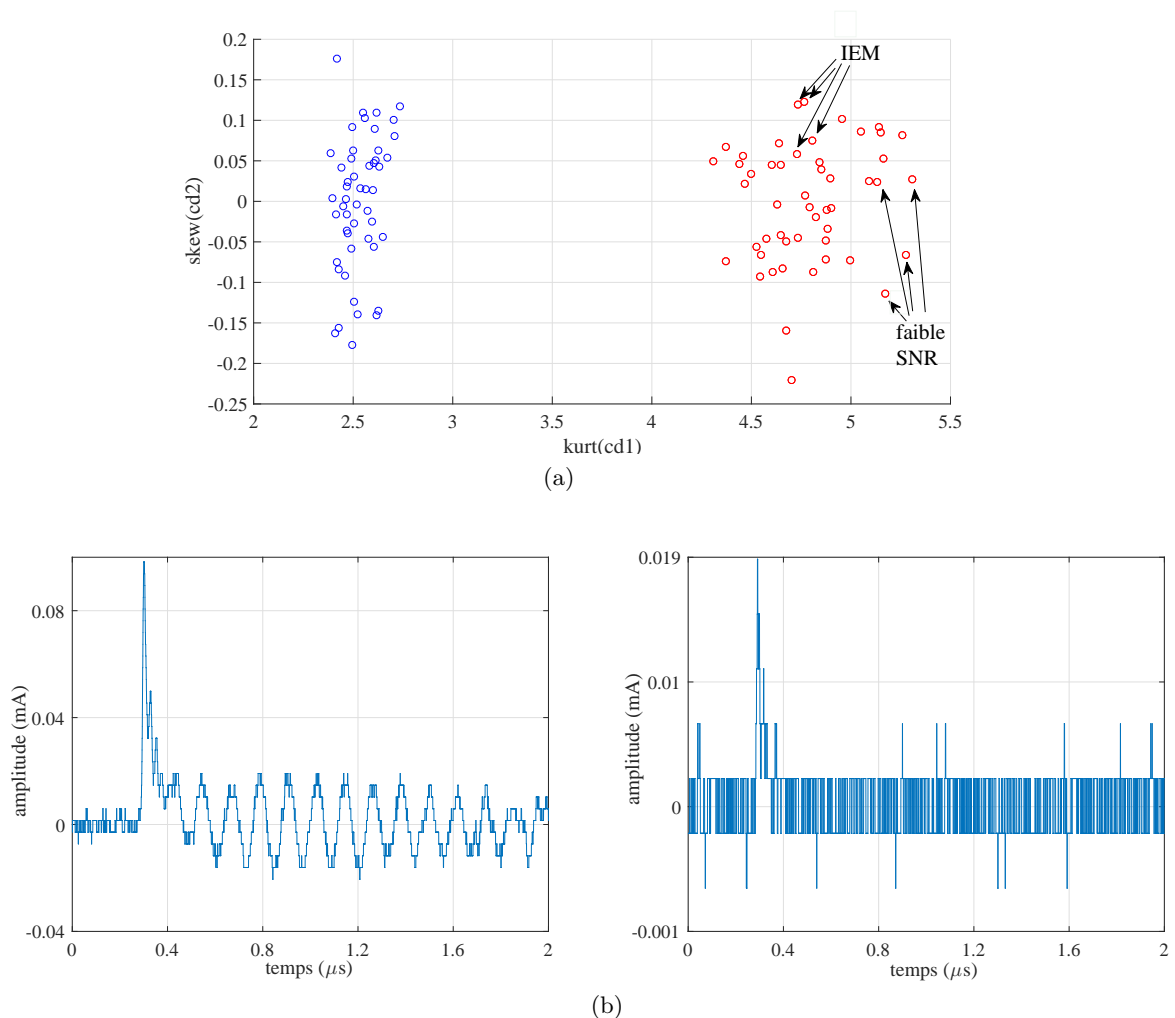 0.2
0.15
0.1
0.05
0
-0.05
-0.1
-0.15
-0.2
-0.25
skew(cd2)
IEM
faible
SNR
2 2.5 3 3.5 4 4.5 5 5.5
kurt(cd1)
(a)
0.08
0.04
0
-0.04
amplitude (mA)
0 0.4 0.8 1.2 1.6 2
temps (μs)
0.019
0.01
0
-0.001
amplitude (mA)
0 0.4 0.8 1.2 1.6 2
temps (μs)
(b)